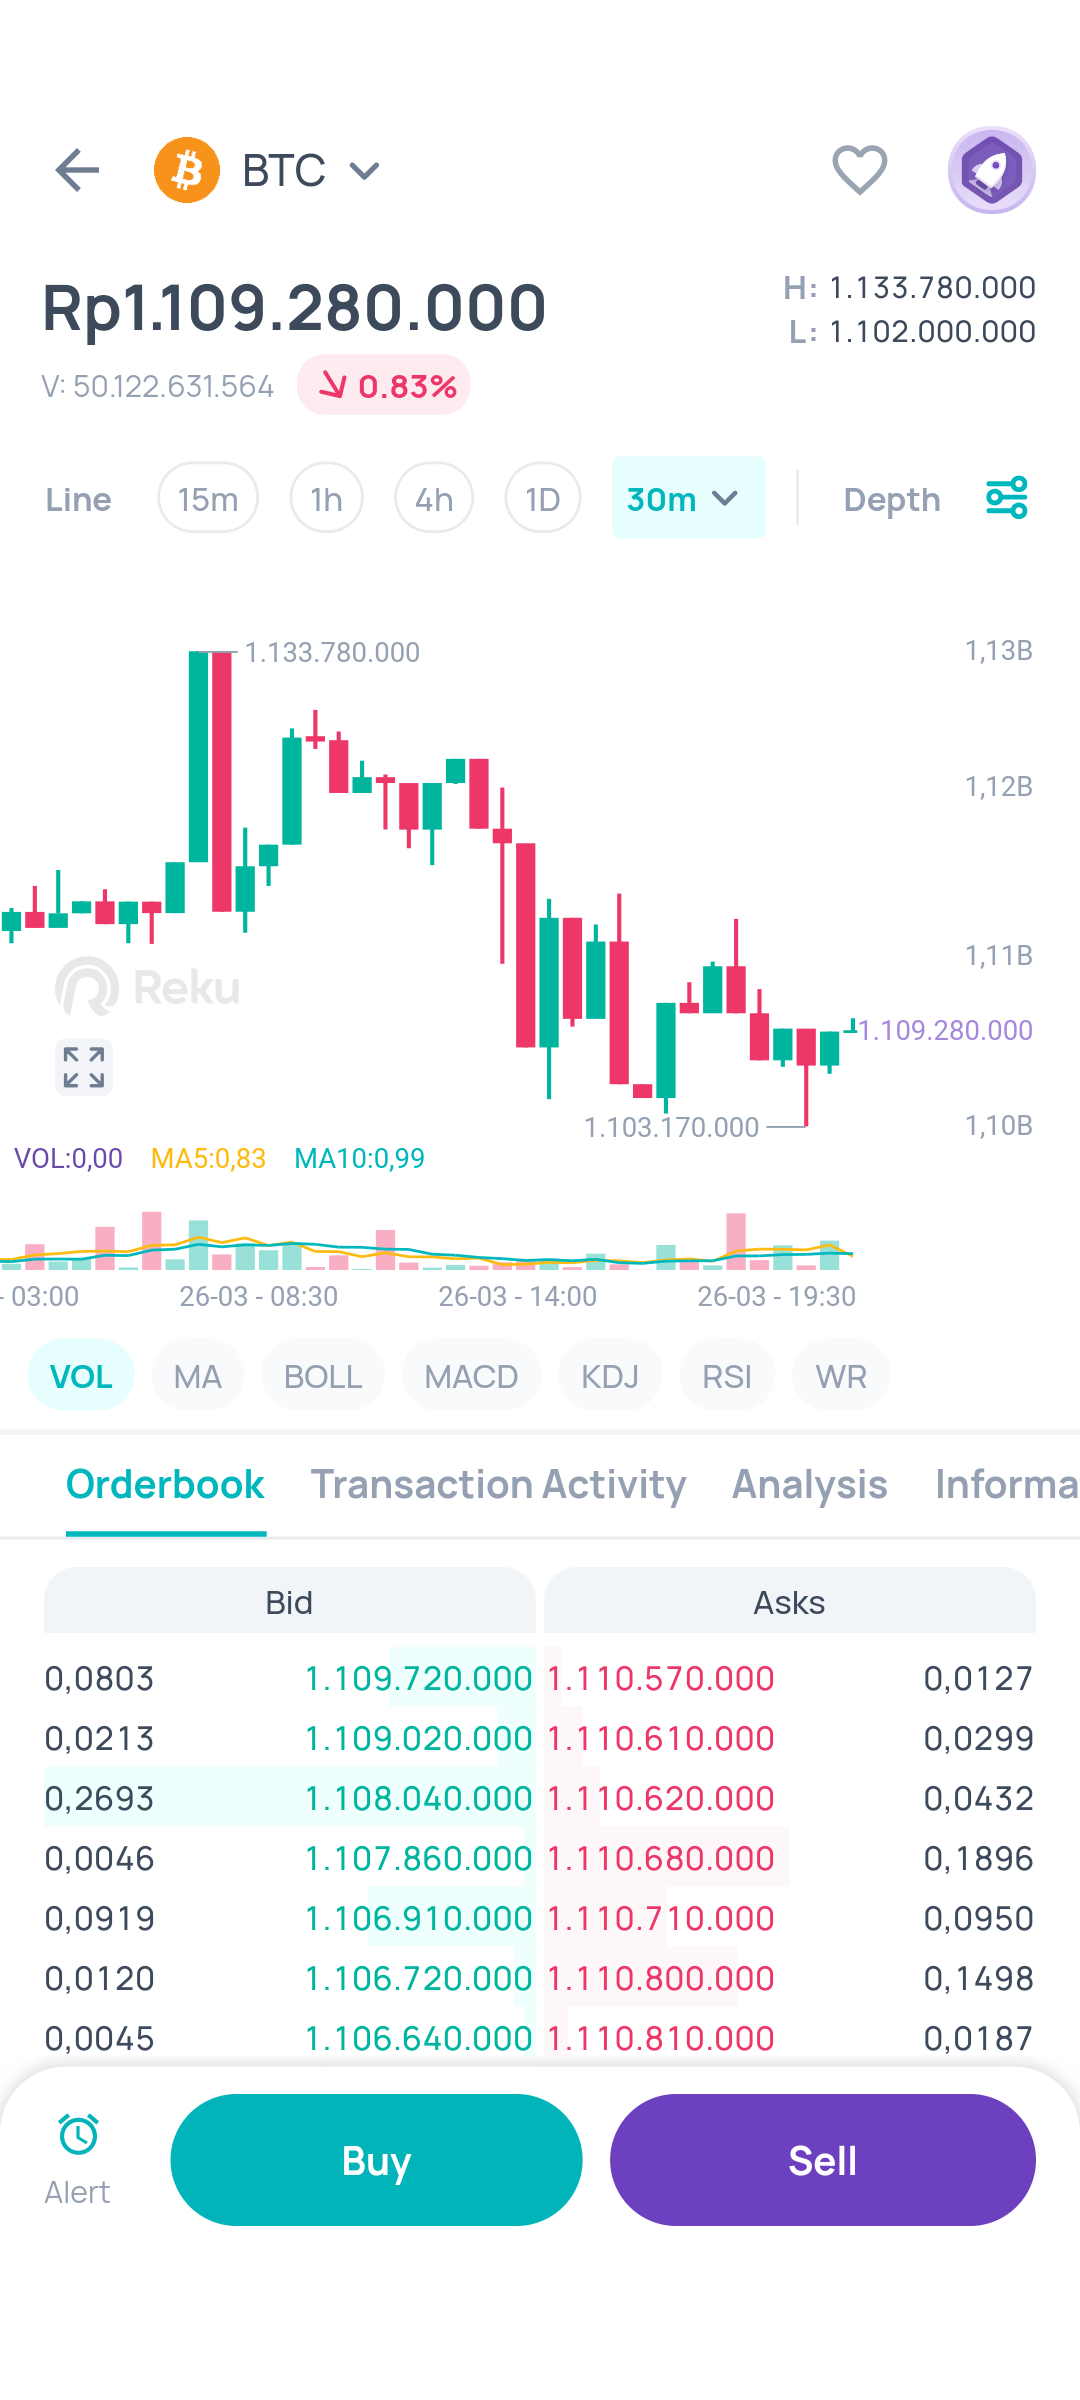 BTC
Rp1.109.280.000
H: 1.133.780.000
L: 1.102.000.000
V: 50.122.631.564 0.83%
Line 15m 1h 4h 1D 30m Depth
1.133.780.000 1,13B
1,12B
1,11B
Reku
1.109.280.000
1.103.170.000 1,10B
VOL:0,00 MA5:0,83 MA10:0,99
- 03:00 26-03 - 08:30 26-03 - 14:00 26-03 - 19:30
VOL MA BOLL MACD KDJ RSI WR
Orderbook Transaction Activity Analysis Informa
Bid Asks
0,0803 1.109.720.000 1.110.570.000 0,0127
0,0213 1.109.020.000 1.110.610.000 0,0299
0,2693 1.108.040.000 1.110.620.000 0,0432
0,0046 1.107.860.000 1.110.680.000 0,1896
0,0919 1.106.910.000 1.110.710.000 0,0950
0,0120 1.106.720.000 1.110.800.000 0,1498
0,0045 1.106.640.000 1.110.810.000 0,0187
Alert Buy Sell